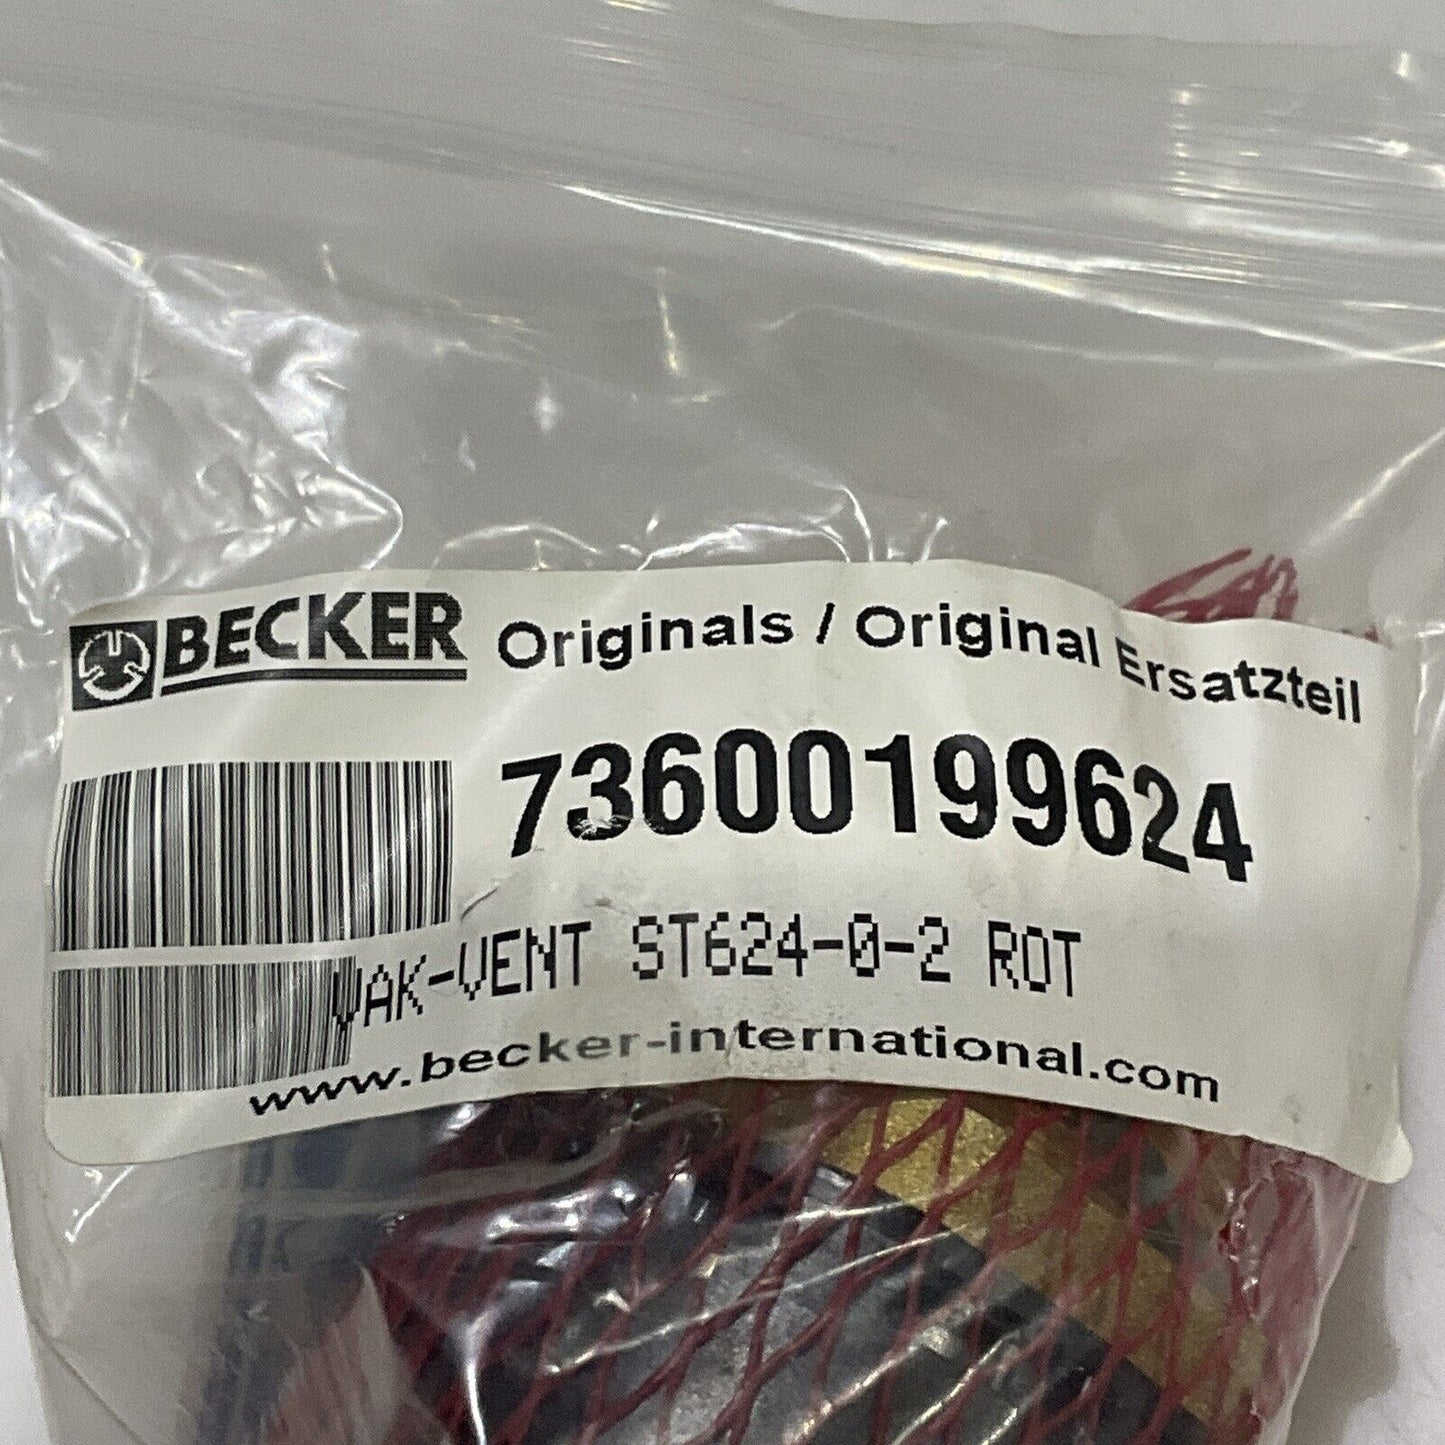 BECKER Originals / Original Ersatzteil
73600199624
VAK-VENT ST624-0-2 ROT
www.becker-international.com